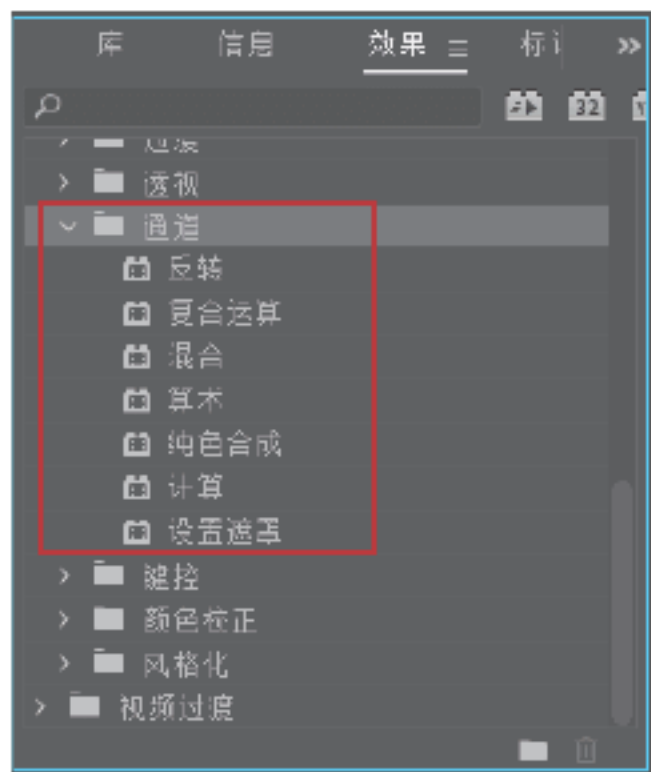 库 信息 效果 标
32
过渡
透视
通道
反转
复合运算
混合
算术
纯色合成
计算
设置遮罩
键控
颜色校正
风格化
视频过渡